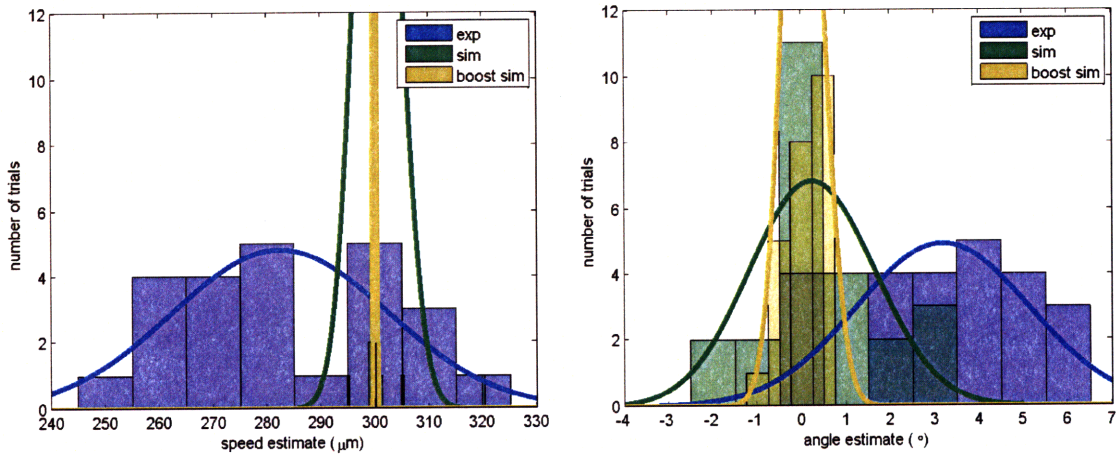 12
10
8
6
4
2
0
number of trials
exp
sim
boost sim
240 250 260 270 280 290 300 310 320 330
speed estimate (μm)
12
10
8
6
4
2
0
number of trials
exp
sim
boost sim
-4 -3 -2 -1 0 1 2 3 4 5 6 7
angle estimate (°)